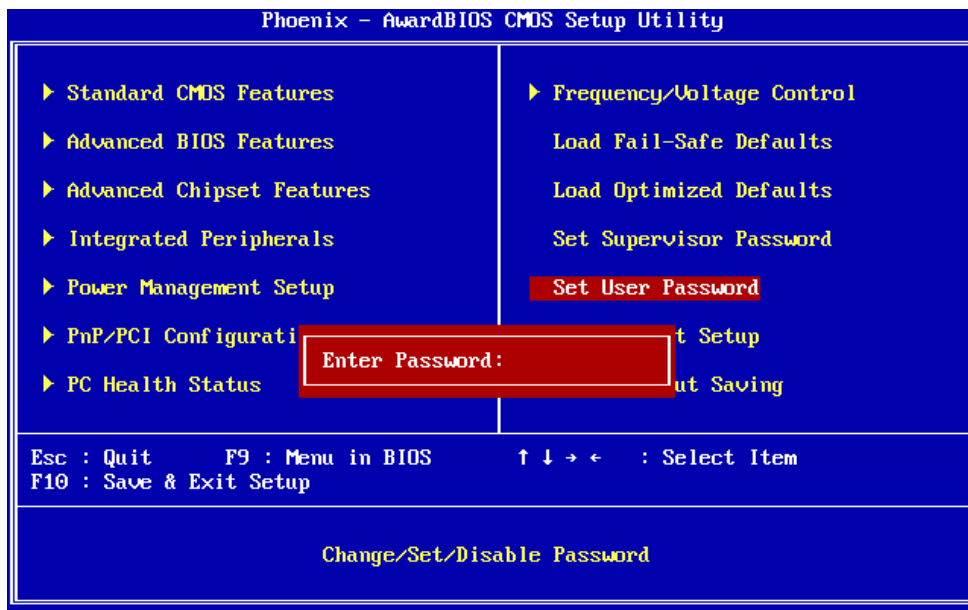 Phoenix - AwardBIOS CMOS Setup Utility
Standard CMOS Features
Advanced BIOS Features
Advanced Chipset Features
Integrated Peripherals
Power Management Setup
PnP/PCI Configurati
PC Health Status
Frequency/Voltage Control
Load Fail-Safe Defaults
Load Optimized Defaults
Set Supervisor Password
Set User Password
t Setup
ut Saving
Enter Password:
Esc : Quit F9 : Menu in BIOS ↑ ↓ → ← : Select Item
F10 : Save & Exit Setup
Change/Set/Disable Password